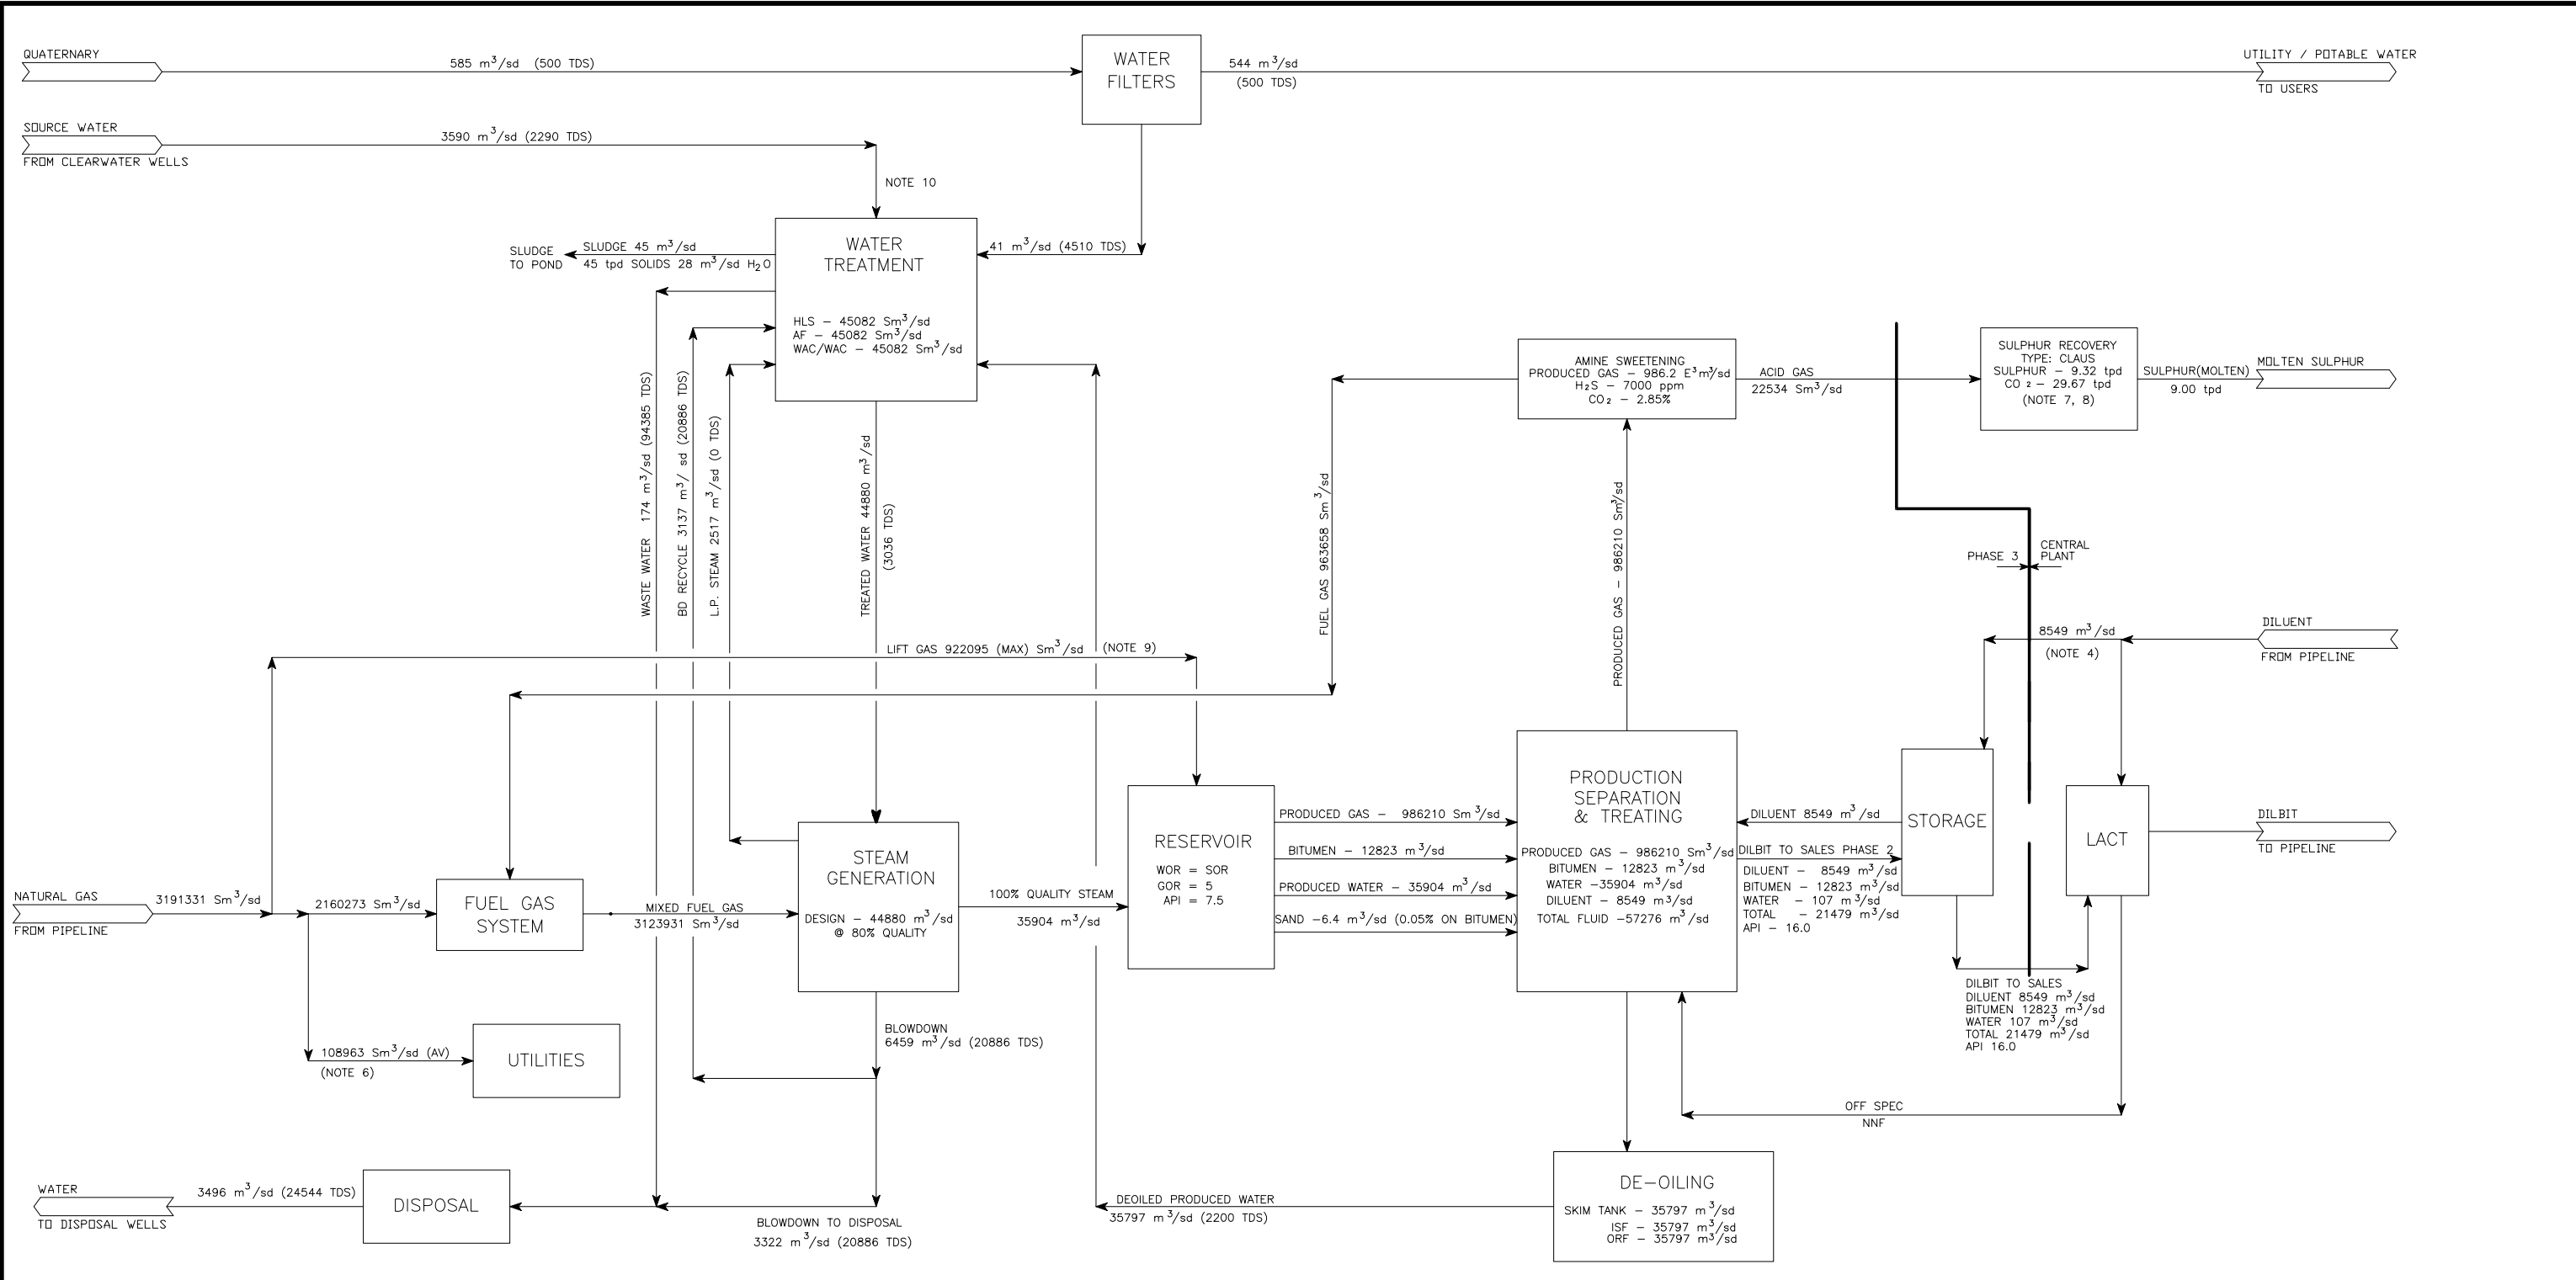 QUATERNARY
585 m³/sd (500 TDS)
WATER
FILTERS
544 m³/sd
(500 TDS)
UTILITY / POTABLE WATER
TO USERS
SOURCE WATER
FROM CLEARWATER WELLS
3590 m³/sd (2290 TDS)
NOTE 10
SLUDGE
TO POND
SLUDGE 45 m³/sd
45 tpd SOLIDS 28 m³/sd H₂O
WATER
TREATMENT
HLS – 45082 Sm³/sd
AF – 45082 Sm³/sd
WAC/WAC – 45082 Sm³/sd
41 m³/sd (4510 TDS)
WASTE WATER 174 m³/sd (94385 TDS)
BD RECYCLE 3137 m³/ sd (20886 TDS)
L.P. STEAM 2517 m³/sd (0 TDS)
TREATED WATER 44880 m³/sd
(3036 TDS)
AMINE SWEETENING
PRODUCED GAS – 986.2 E³m³/sd
H₂S – 7000 ppm
CO₂ – 2.85%
ACID GAS
22534 Sm³/sd
SULPHUR RECOVERY
TYPE: CLAUS
SULPHUR – 9.32 tpd
CO₂ – 29.67 tpd
(NOTE 7, 8)
SULPHUR(MOLTEN)
9.00 tpd
MOLTEN SULPHUR
FUEL GAS 963658 Sm³/sd
PRODUCED GAS – 986210 Sm³/sd
PHASE 3
CENTRAL
PLANT
LIFT GAS 922095 (MAX) Sm³/sd (NOTE 9)
8549 m³/sd
(NOTE 4)
DILUENT
FROM PIPELINE
NATURAL GAS
FROM PIPELINE
3191331 Sm³/sd
2160273 Sm³/sd
FUEL GAS
SYSTEM
MIXED FUEL GAS
3123931 Sm³/sd
STEAM
GENERATION
DESIGN – 44880 m³/sd
@ 80% QUALITY
100% QUALITY STEAM
35904 m³/sd
RESERVOIR
WOR = SOR
GOR = 5
API = 7.5
PRODUCED GAS – 986210 Sm³/sd
BITUMEN – 12823 m³/sd
PRODUCED WATER – 35904 m³/sd
SAND –6.4 m³/sd (0.05% ON BITUMEN)
PRODUCTION
SEPARATION
& TREATING
PRODUCED GAS – 986210 Sm³/sd
BITUMEN – 12823 m³/sd
WATER –35904 m³/sd
DILUENT – 8549 m³/sd
TOTAL FLUID –57276 m³/sd
DILUENT 8549 m³/sd
DILBIT TO SALES PHASE 2
DILUENT – 8549 m³/sd
BITUMEN – 12823 m³/sd
WATER – 107 m³/sd
TOTAL – 21479 m³/sd
API – 16.0
STORAGE
LACT
DILBIT
TO PIPELINE
DILBIT TO SALES
DILUENT 8549 m³/sd
BITUMEN 12823 m³/sd
WATER 107 m³/sd
TOTAL 21479 m³/sd
API 16.0
BLOWDOWN
6459 m³/sd (20886 TDS)
108963 Sm³/sd (AV)
(NOTE 6)
UTILITIES
OFF SPEC
NNF
WATER
TO DISPOSAL WELLS
3496 m³/sd (24544 TDS)
DISPOSAL
BLOWDOWN TO DISPOSAL
3322 m³/sd (20886 TDS)
DEOILED PRODUCED WATER
35797 m³/sd (2200 TDS)
DE–OILING
SKIM TANK – 35797 m³/sd
ISF – 35797 m³/sd
ORF – 35797 m³/sd